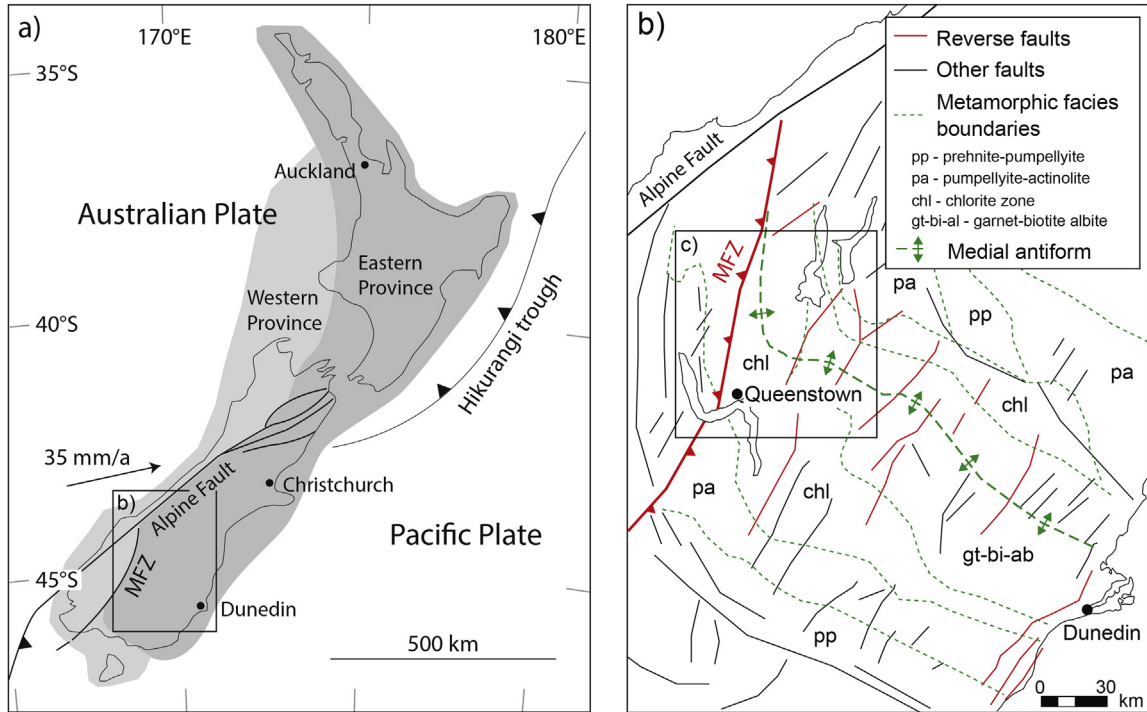 a)
170°E
180°E
35°S
Auckland
Australian Plate
Eastern
Province
Western
Province
40°S
Hikurangi trough
35 mm/a
Alpine Fault
Christchurch
b)
MFZ
Pacific Plate
45°S
Dunedin
500 km
b)
Reverse faults
Other faults
Metamorphic facies
boundaries
pp - prehnite-pumpellyite
pa - pumpellyite-actinolite
chl - chlorite zone
gt-bi-al - garnet-biotite albite
Medial antiform
Alpine Fault
c)
MFZ
pa
pp
pa
chl
Queenstown
chl
pa
chl
gt-bi-ab
pp
Dunedin
0
30
km